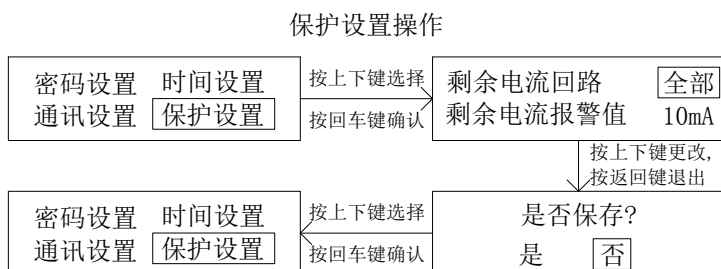 保护设置操作
密码设置 时间设置
通讯设置 保护设置
按上下键选择
按回车键确认
剩余电流回路 全部
剩余电流报警值 10mA
按上下键更改,
按返回键退出
是否保存?
是 否
按上下键选择
按回车键确认
密码设置 时间设置
通讯设置 保护设置